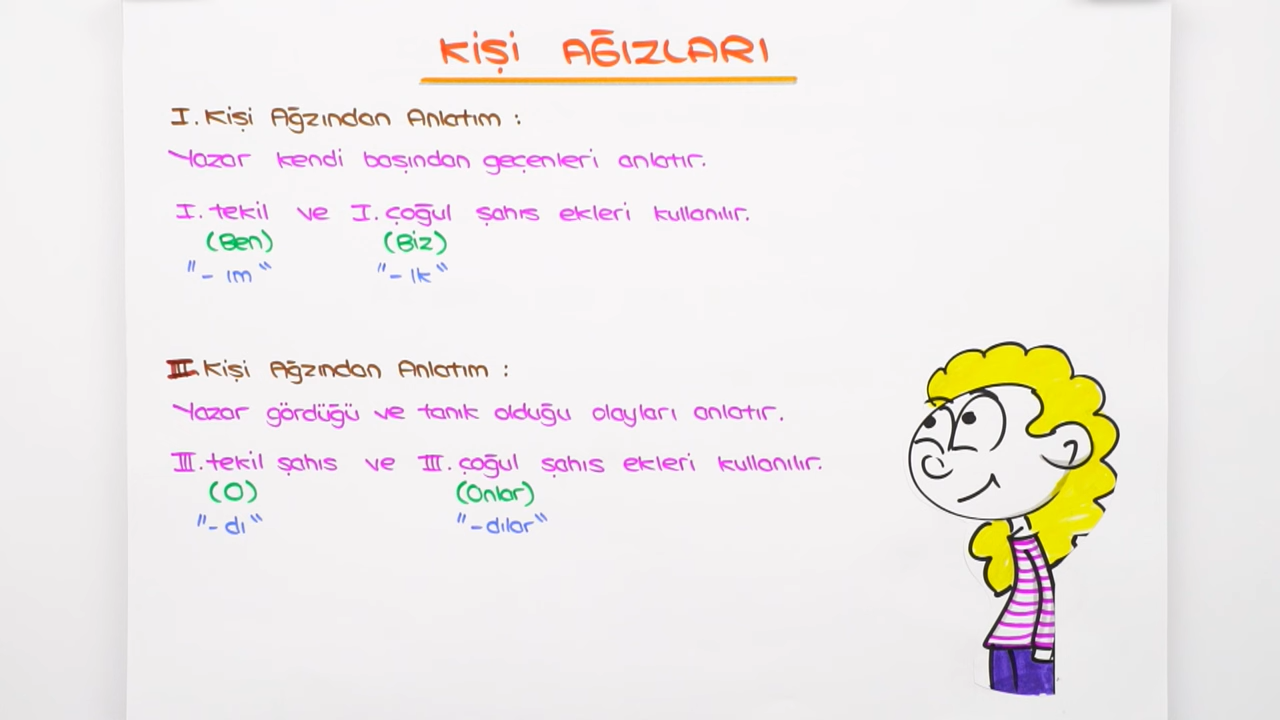 KİŞİ AĞIZLARI
I. Kişi Ağzından Anlatım :
Yazar kendi başından geçenleri anlatır.
I. tekil ve I. çoğul şahıs ekleri kullanılır.
(Ben) (Biz)
"- ım" "- ık"
III. Kişi Ağzından Anlatım :
Yazar gördüğü ve tanık olduğu olayları anlatır.
III. tekil şahıs ve III. çoğul şahıs ekleri kullanılır.
(O) (Onlar)
"- dı" "- dılar"